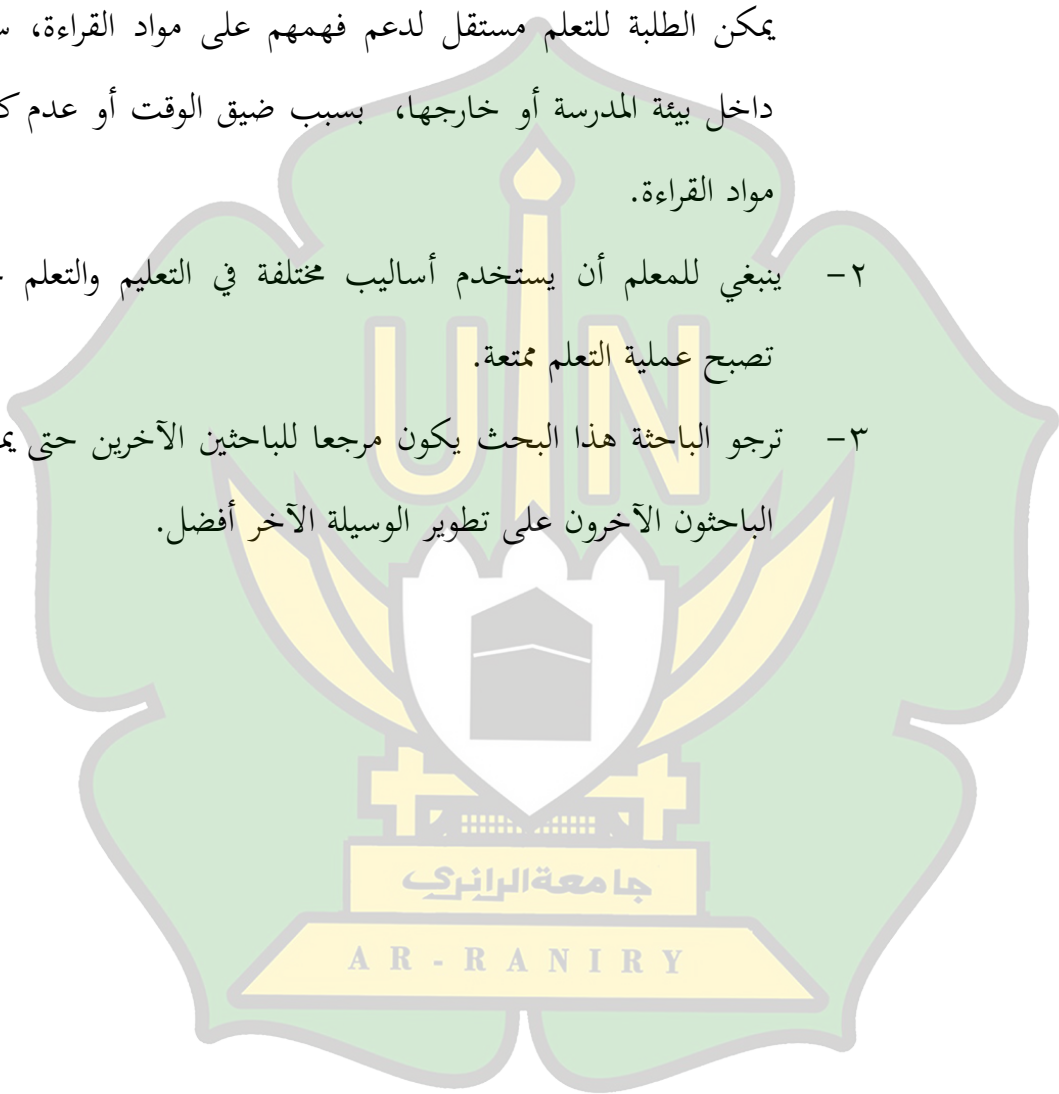 يمكن الطلبة للتعلم مستقل لدعم فهمهم على مواد القراءة،
داخل بيئة المدرسة أو خارجها، بسبب ضيق الوقت أو عدم
مواد القراءة.
٢- ينبغي للمعلم أن يستخدم أساليب مختلفة في التعليم والتعلم
تصبح عملية التعلم ممتعة.
٣- ترجو الباحثة هذا البحث يكون مرجعا للباحثين الآخرين حتى
الباحثون الآخرون على تطوير الوسيلة الآخر أفضل.
UIN
جامعة الرانري
AR-RANIRY